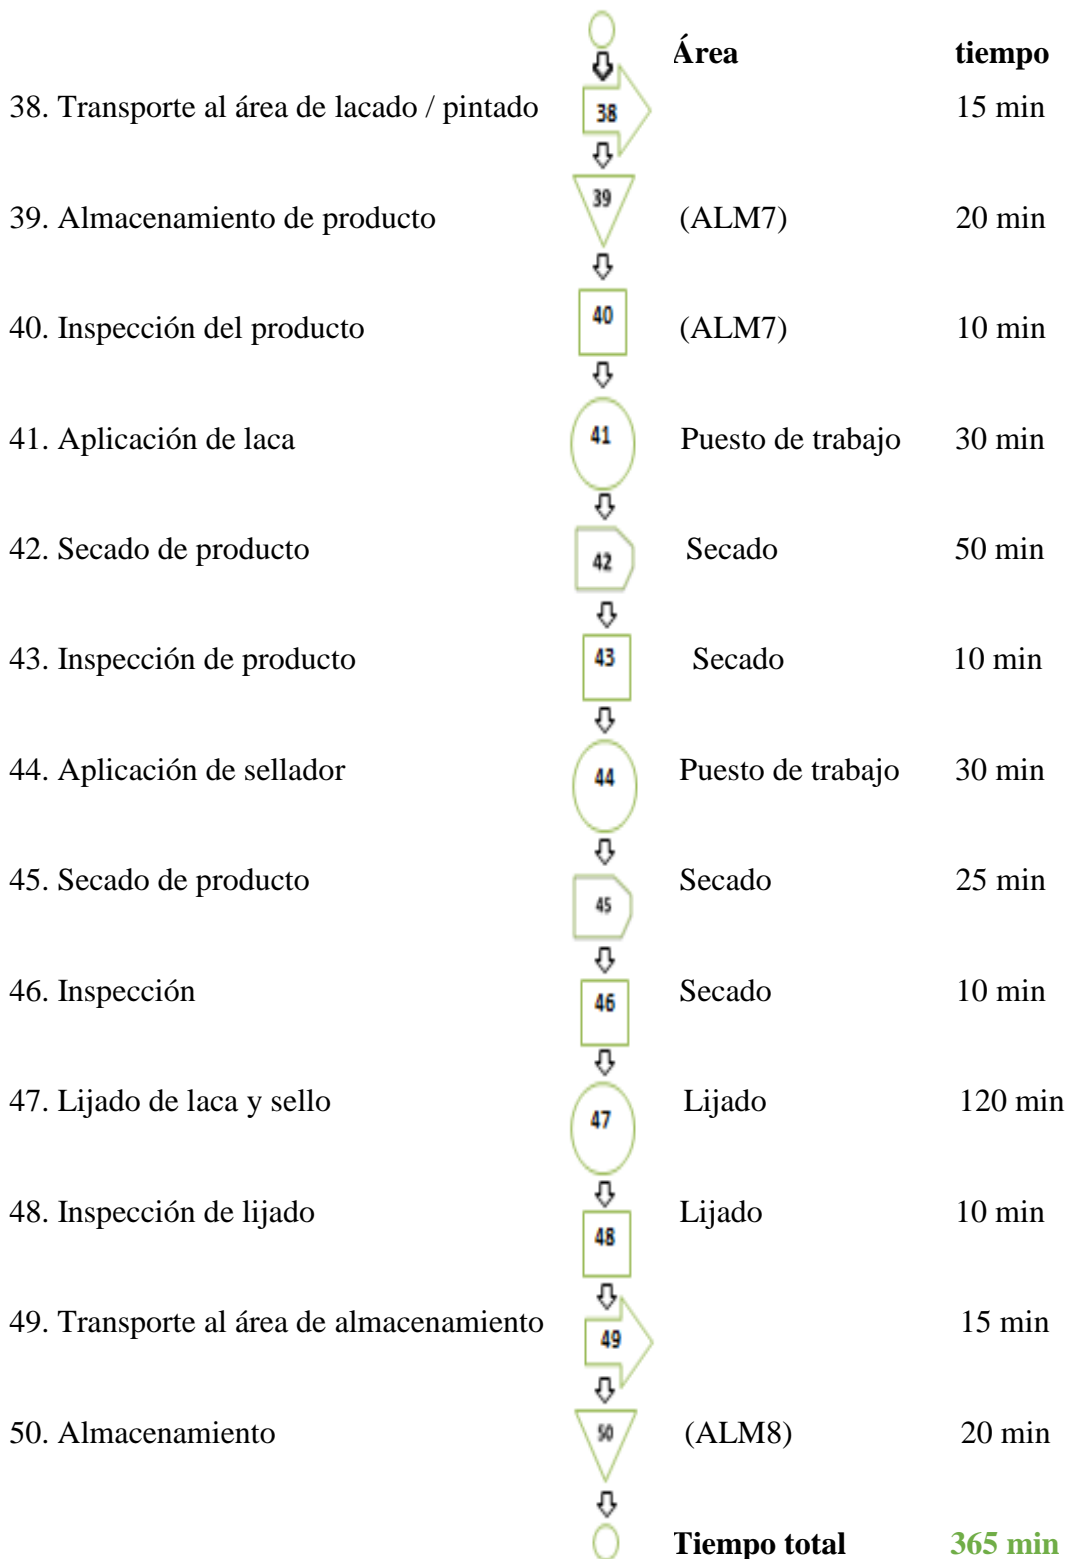 Área tiempo
38. Transporte al área de lacado / pintado 38 15 min
39. Almacenamiento de producto 39 (ALM7) 20 min
40. Inspección del producto 40 (ALM7) 10 min
41. Aplicación de laca 41 Puesto de trabajo 30 min
42. Secado de producto 42 Secado 50 min
43. Inspección de producto 43 Secado 10 min
44. Aplicación de sellador 44 Puesto de trabajo 30 min
45. Secado de producto 45 Secado 25 min
46. Inspección 46 Secado 10 min
47. Lijado de laca y sello 47 Lijado 120 min
48. Inspección de lijado 48 Lijado 10 min
49. Transporte al área de almacenamiento 49 15 min
50. Almacenamiento 50 (ALM8) 20 min
Tiempo total 365 min